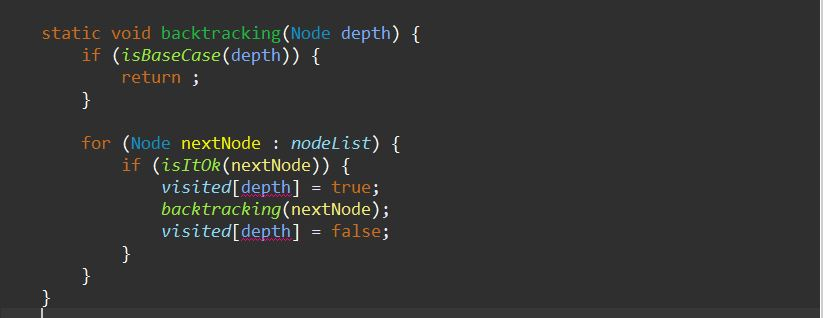 static void backtracking(Node depth) {
    if (isBaseCase(depth)) {
        return ;
    }

    for (Node nextNode : nodeList) {
        if (isItOk(nextNode)) {
            visited[depth] = true;
            backtracking(nextNode);
            visited[depth] = false;
        }
    }
}